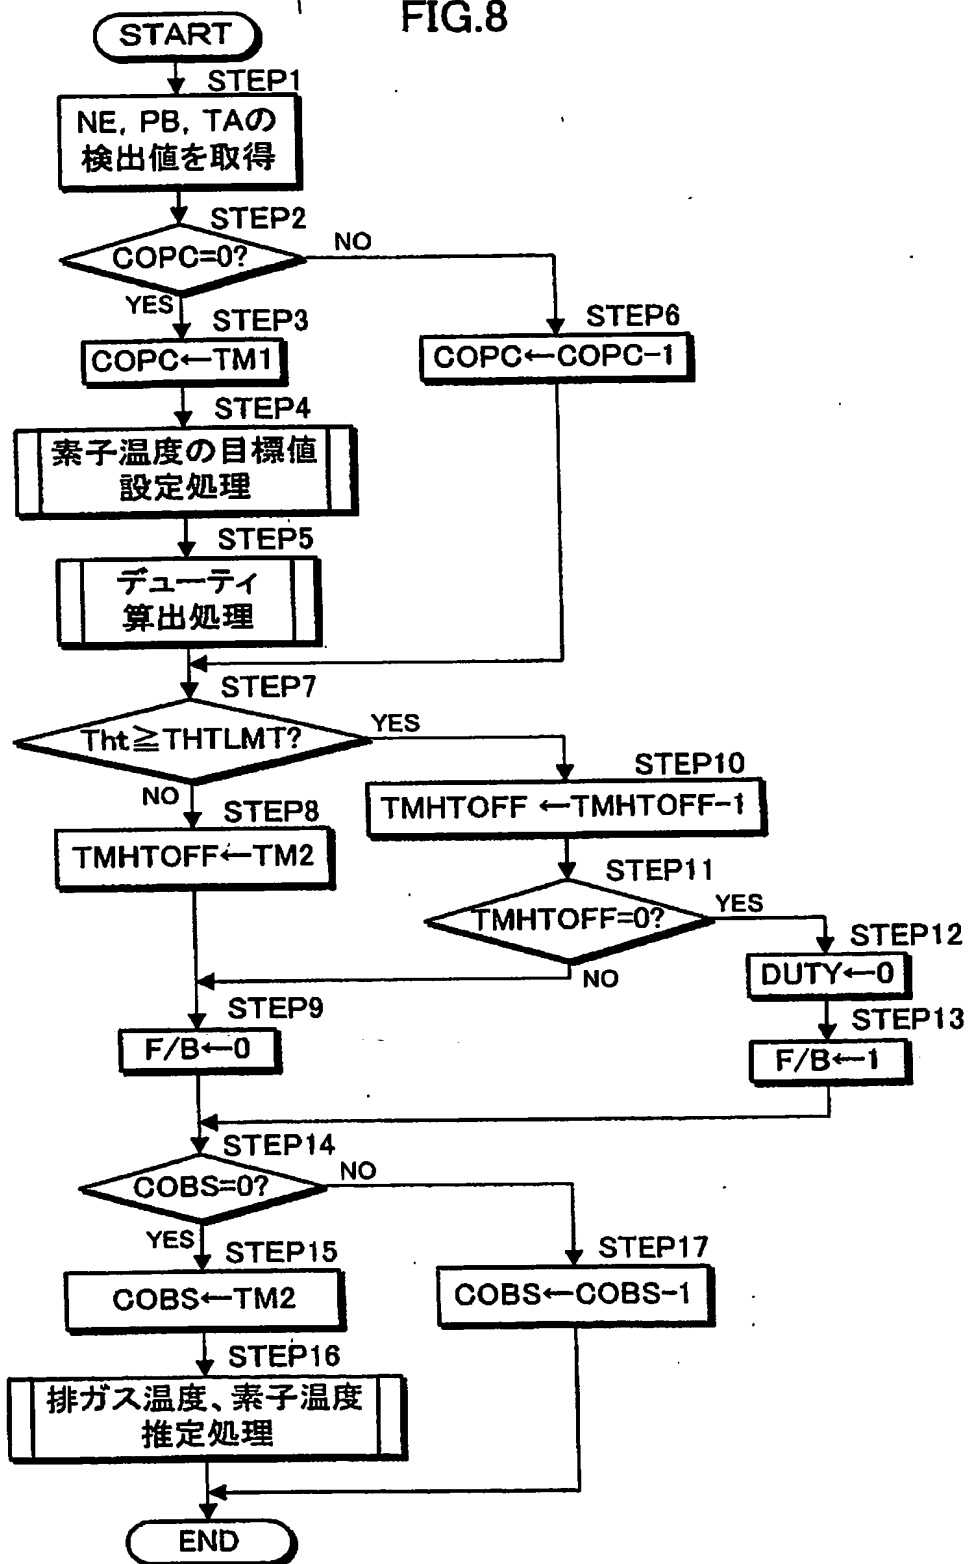 FIG.8
START
STEP1
NE, PB, TAの
検出値を取得
STEP2
COPC=0?
NO
YES
STEP3
COPC←TM1
STEP6
COPC←COPC-1
STEP4
素子温度の目標値
設定処理
STEP5
デューティ
算出処理
STEP7
Tht≧THTLMT?
YES
NO
STEP8
TMHTOFF←TM2
STEP10
TMHTOFF ←TMHTOFF-1
STEP11
TMHTOFF=0?
YES
NO
STEP12
DUTY←0
STEP9
F/B←0
STEP13
F/B←1
STEP14
COBS=0?
NO
YES
STEP15
COBS←TM2
STEP17
COBS←COBS-1
STEP16
排ガス温度、素子温度
推定処理
END